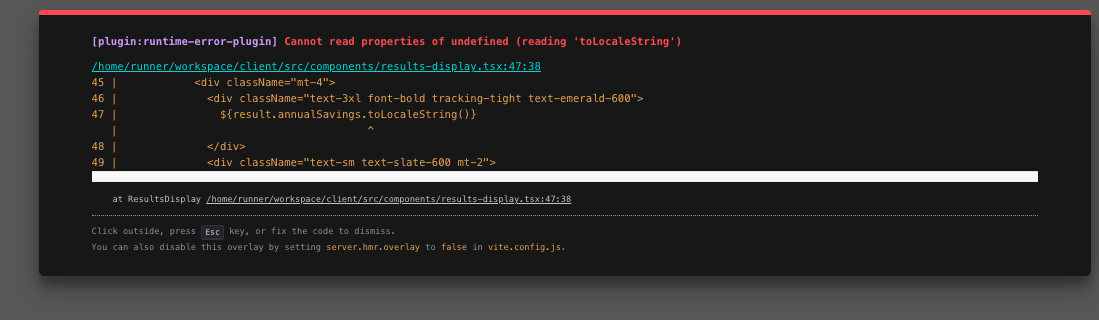 [plugin:runtime-error-plugin] Cannot read properties of undefined (reading 'toLocaleString')
/home/runner/workspace/client/src/components/results-display.tsx:47:38
45 |            <div className="mt-4">
46 |              <div className="text-3xl font-bold tracking-tight text-emerald-600">
47 |                ${result.annualSavings.toLocaleString()}
   |                                      ^
48 |              </div>
49 |              <div className="text-sm text-slate-600 mt-2">
at ResultsDisplay /home/runner/workspace/client/src/components/results-display.tsx:47:38
Click outside, press Esc key, or fix the code to dismiss.
You can also disable this overlay by setting server.hmr.overlay to false in vite.config.js.